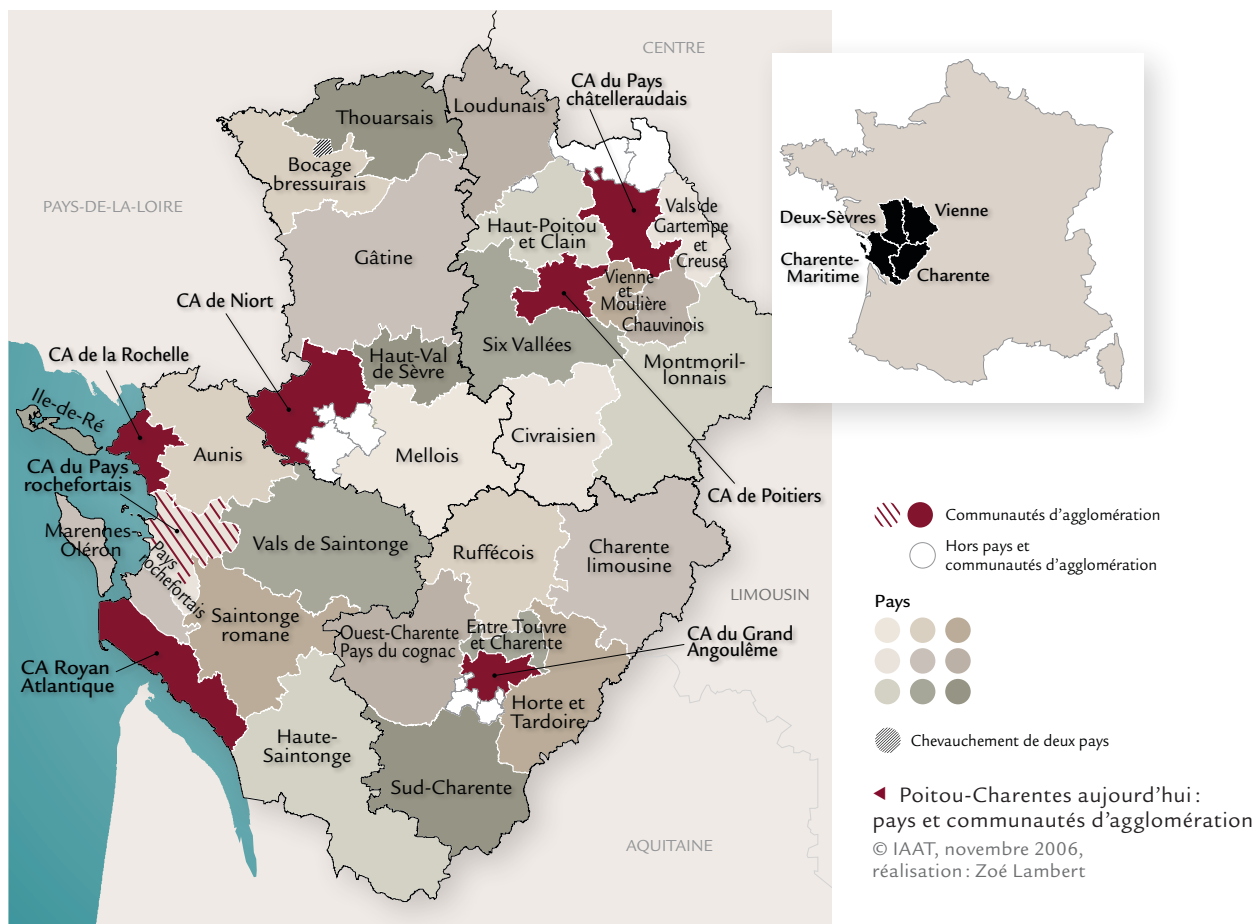 CENTRE
CA du Pays
châtelleraudais
Loudunais
Thouarsais
Bocage
bressuirais
PAYS-DE-LA-LOIRE
Vals de
Gartempe
et
Creuse
Haut-Poitou
et Clain
Gâtine
Vienne
et
Moulière
CA de Niort
Chauvinois
Six Vallées
Haut-Val
de Sèvre
CA de la Rochelle
Montmoril-
lonnais
Ile-de-Ré
Civraisien
Aunis
Mellois
CA du Pays
rochefortais
CA de Poitiers
Marennes-
Oléron
Vals de Saintonge
Ruffécois
Charente
limousine
Pays
rochefortais
LIMOUSIN
Saintonge
romane
Ouest-Charente
Pays du cognac
Entre Touvre
et Charente
CA du Grand
Angoulême
CA Royan
Atlantique
Horte et
Tardoire
Haute-
Saintonge
Sud-Charente
AQUITAINE
Deux-Sèvres
Vienne
Charente-
Maritime
Charente
Communautés d'agglomération
Hors pays et
communautés d'agglomération
Pays
Chevauchement de deux pays
Poitou-Charentes aujourd'hui :
pays et communautés d'agglomération
© IAAT, novembre 2006,
réalisation : Zoé Lambert